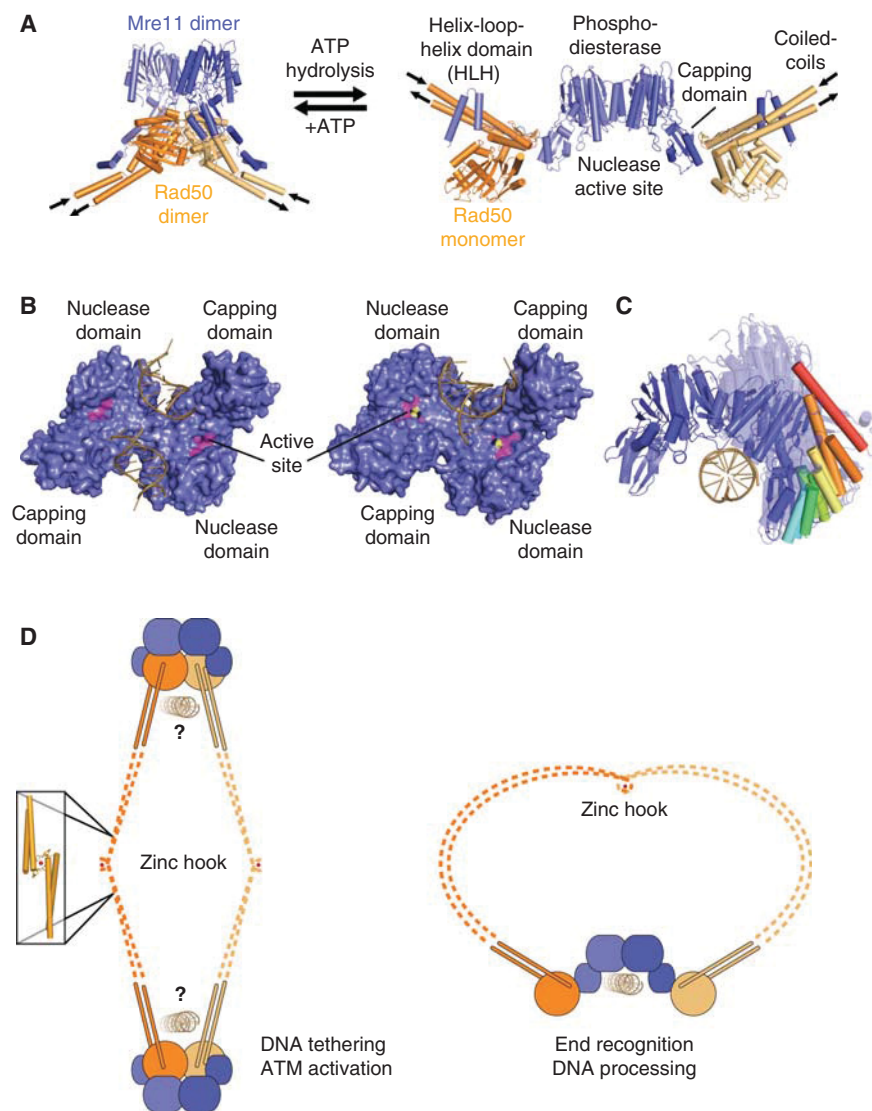 A
Mre11 dimer
ATP
hydrolysis
+ATP
Rad50
dimer
Helix-loop-
helix domain
(HLH)
Phospho-
diesterase
Coiled-
coils
Capping
domain
Nuclease
active site
Rad50
monomer
B
Nuclease
domain
Capping
domain
Nuclease
domain
Capping
domain
Active
site
Capping
domain
Nuclease
domain
Capping
domain
Nuclease domain
C
D
?
Zinc hook
?
DNA tethering
ATM activation
Zinc hook
End recognition
DNA processing